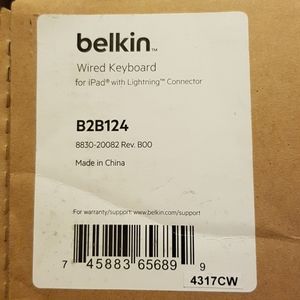 belkin™
Wired Keyboard
for iPad® with Lightning™ Connector
B2B124
8830-20082 Rev. B00
Made in China
For warranty/support: www.belkin.com/support
7 45883 65689 9
4317CW